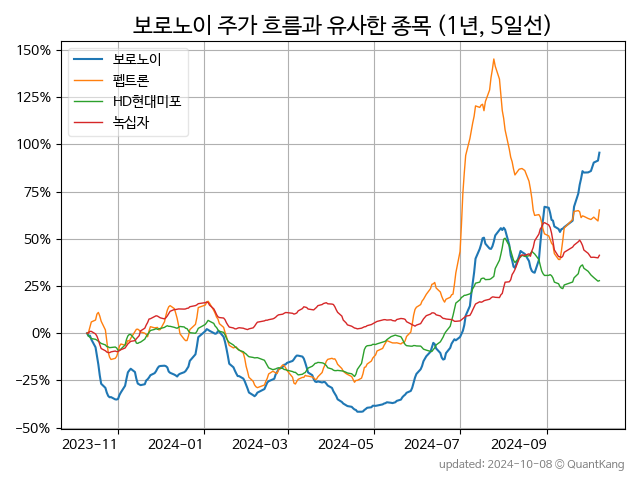 보로노이 주가 흐름과 유사한 종목 (1년, 5일선)
150%
125%
100%
75%
50%
25%
0%
−25%
−50%
보로노이
펩트론
HD현대미포
녹십자
2023-11
2024-01
2024-03
2024-05
2024-07
2024-09
updated: 2024-10-08 © QuantKang